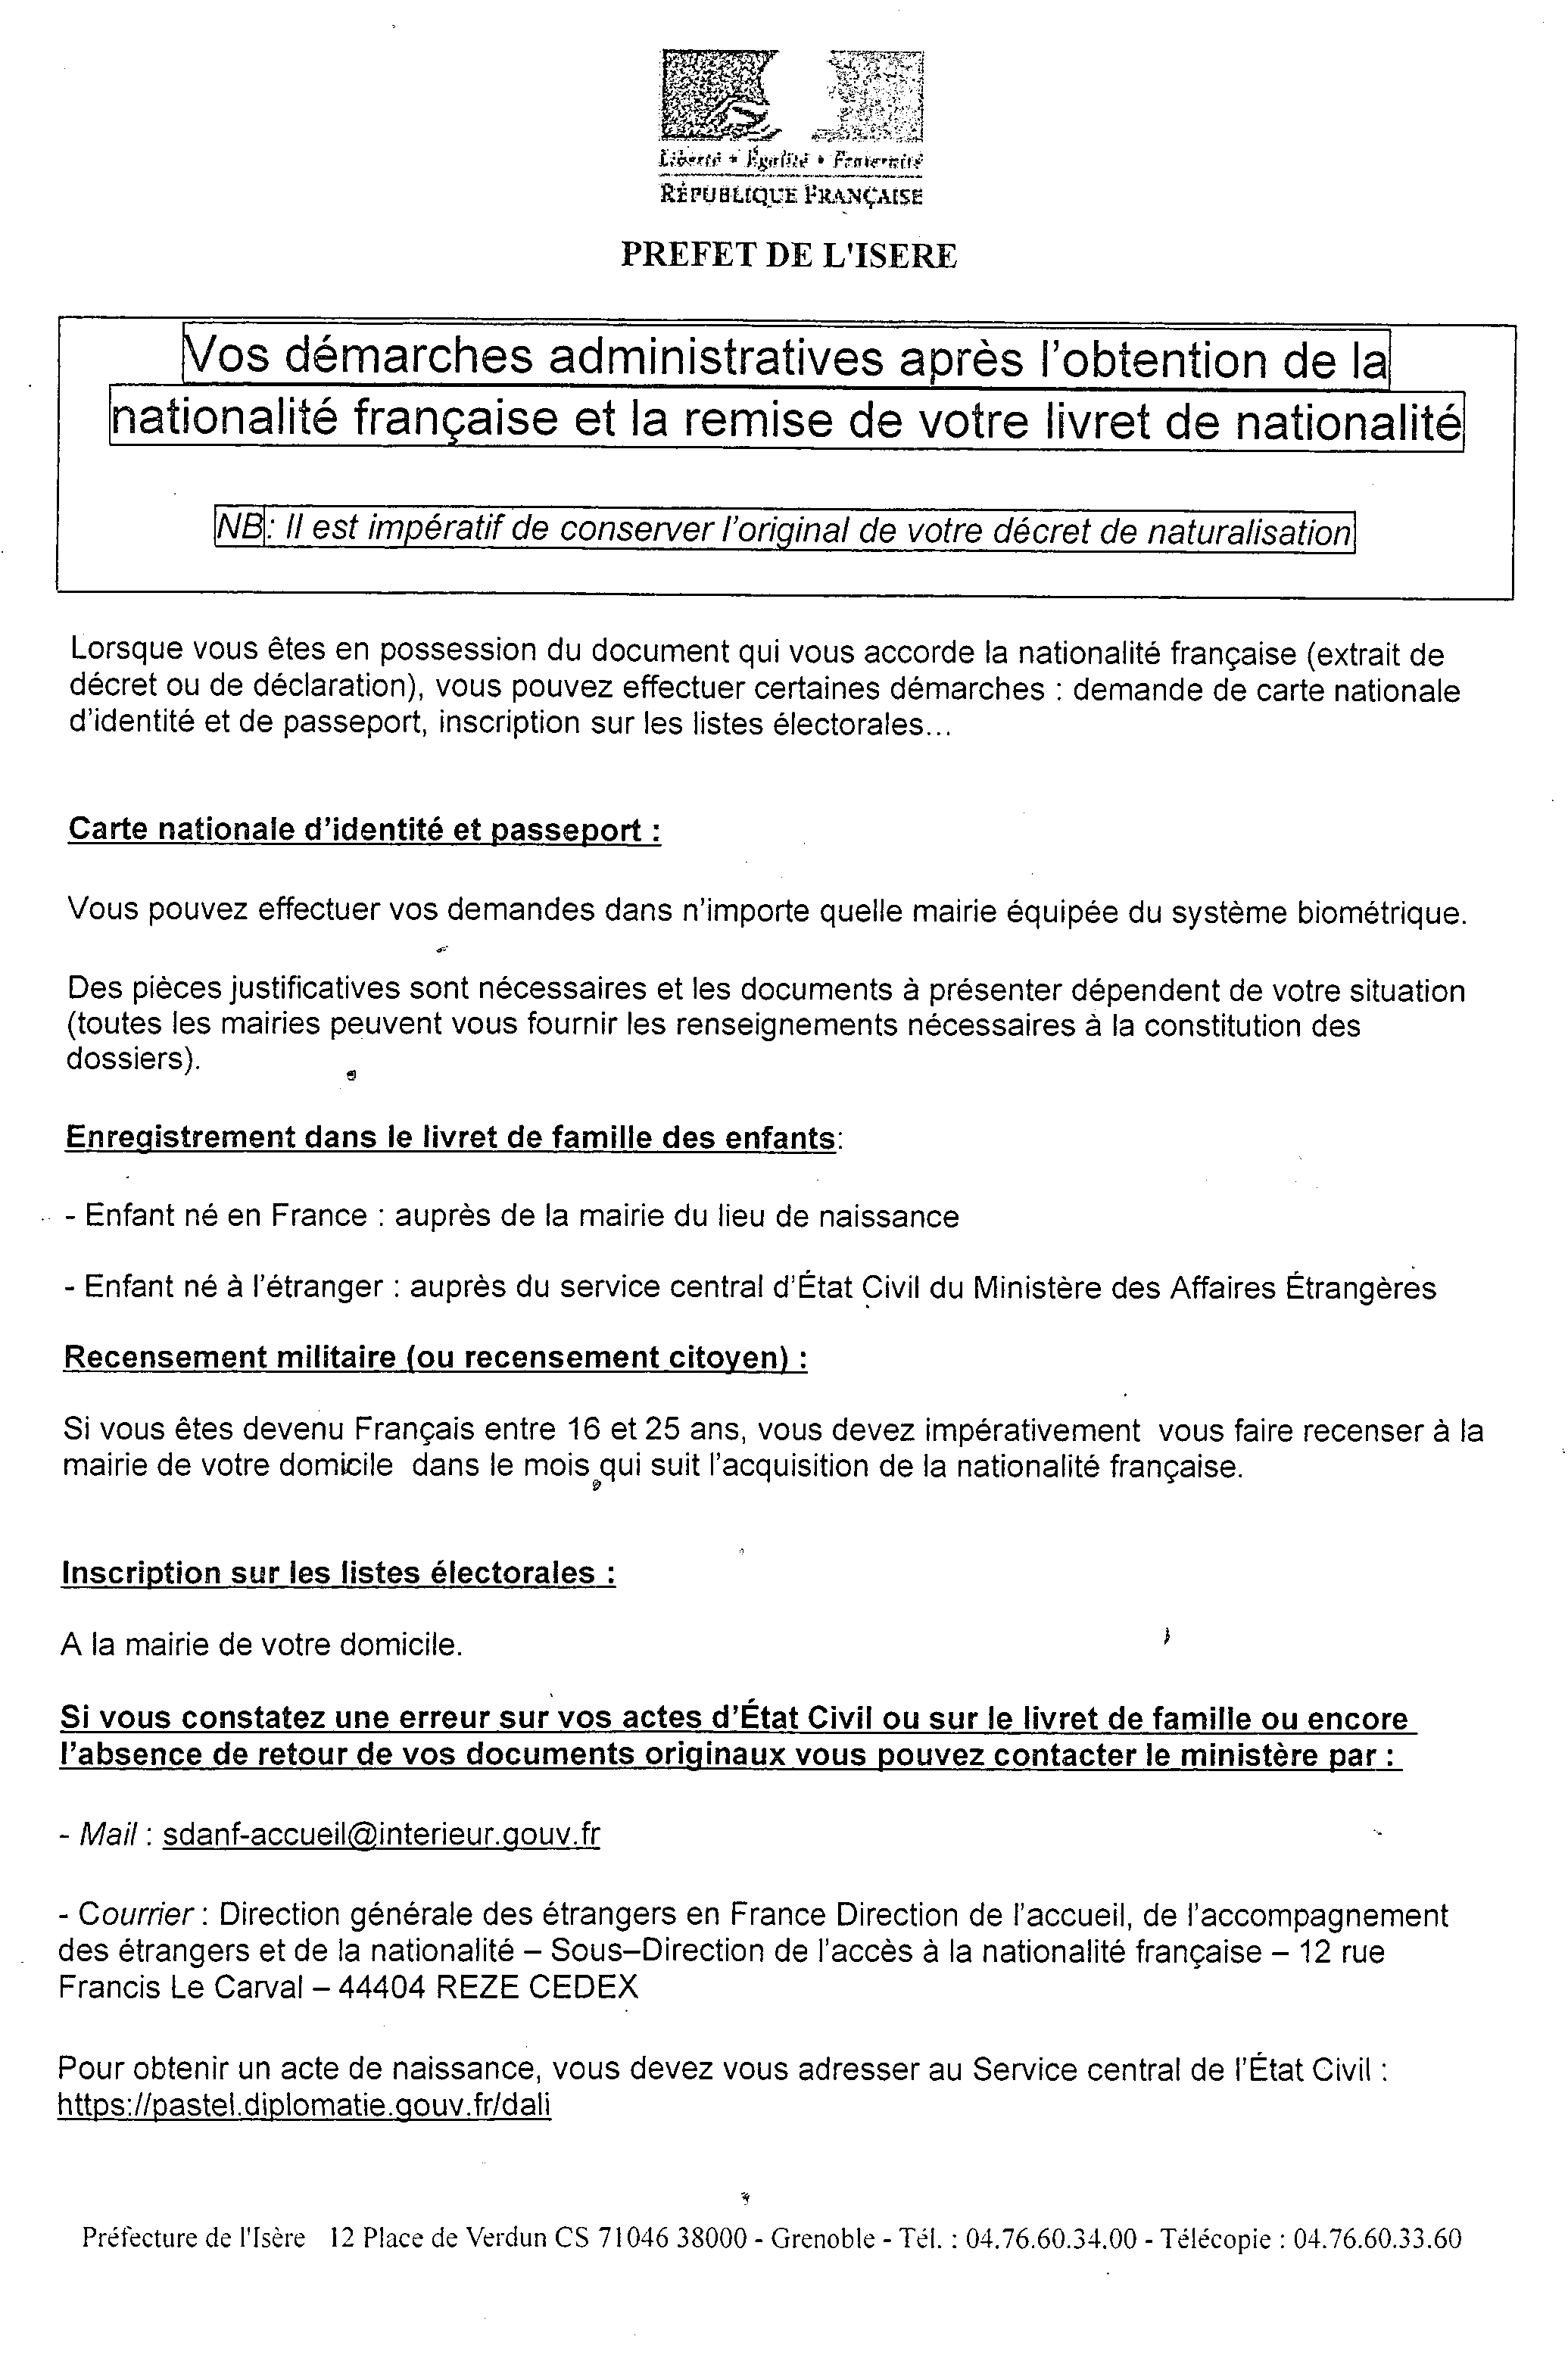 Liberté • Égalité • Fraternité
RÉPUBLIQUE FRANÇAISE
PREFET DE L'ISERE
Vos démarches administratives après l'obtention de la
nationalité française et la remise de votre livret de nationalité
NB: Il est impératif de conserver l'original de votre décret de naturalisation
Lorsque vous êtes en possession du document qui vous accorde la nationalité française (extrait de
décret ou de déclaration), vous pouvez effectuer certaines démarches : demande de carte nationale
d'identité et de passeport, inscription sur les listes électorales...
Carte nationale d'identité et passeport :
Vous pouvez effectuer vos demandes dans n'importe quelle mairie équipée du système biométrique.
Des pièces justificatives sont nécessaires et les documents à présenter dépendent de votre situation
(toutes les mairies peuvent vous fournir les renseignements nécessaires à la constitution des
dossiers).
Enregistrement dans le livret de famille des enfants:
- Enfant né en France : auprès de la mairie du lieu de naissance
- Enfant né à l'étranger : auprès du service central d'État Civil du Ministère des Affaires Étrangères
Recensement militaire (ou recensement citoyen) :
Si vous êtes devenu Français entre 16 et 25 ans, vous devez impérativement vous faire recenser à la
mairie de votre domicile dans le mois qui suit l'acquisition de la nationalité française.
Inscription sur les listes électorales :
A la mairie de votre domicile.
Si vous constatez une erreur sur vos actes d'État Civil ou sur le livret de famille ou encore
l'absence de retour de vos documents originaux vous pouvez contacter le ministère par :
- Mail : sdanf-accueil@interieur.gouv.fr
- Courrier : Direction générale des étrangers en France Direction de l'accueil, de l'accompagnement
des étrangers et de la nationalité – Sous–Direction de l'accès à la nationalité française – 12 rue
Francis Le Carval – 44404 REZE CEDEX
Pour obtenir un acte de naissance, vous devez vous adresser au Service central de l'État Civil :
https://pastel.diplomatie.gouv.fr/dali
Préfecture de l'Isère 12 Place de Verdun CS 71046 38000 - Grenoble - Tél. : 04.76.60.34.00 - Télécopie : 04.76.60.33.60